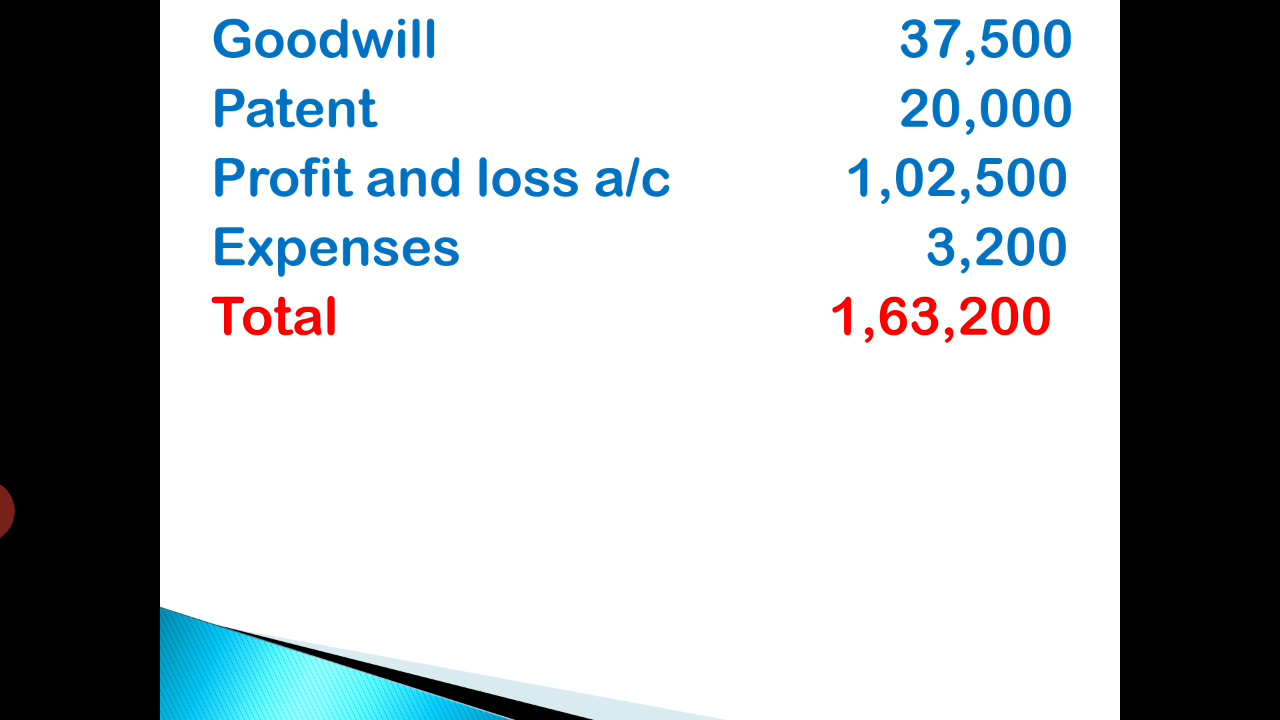 Goodwill 37,500
Patent 20,000
Profit and loss a/c 1,02,500
Expenses 3,200
Total 1,63,200